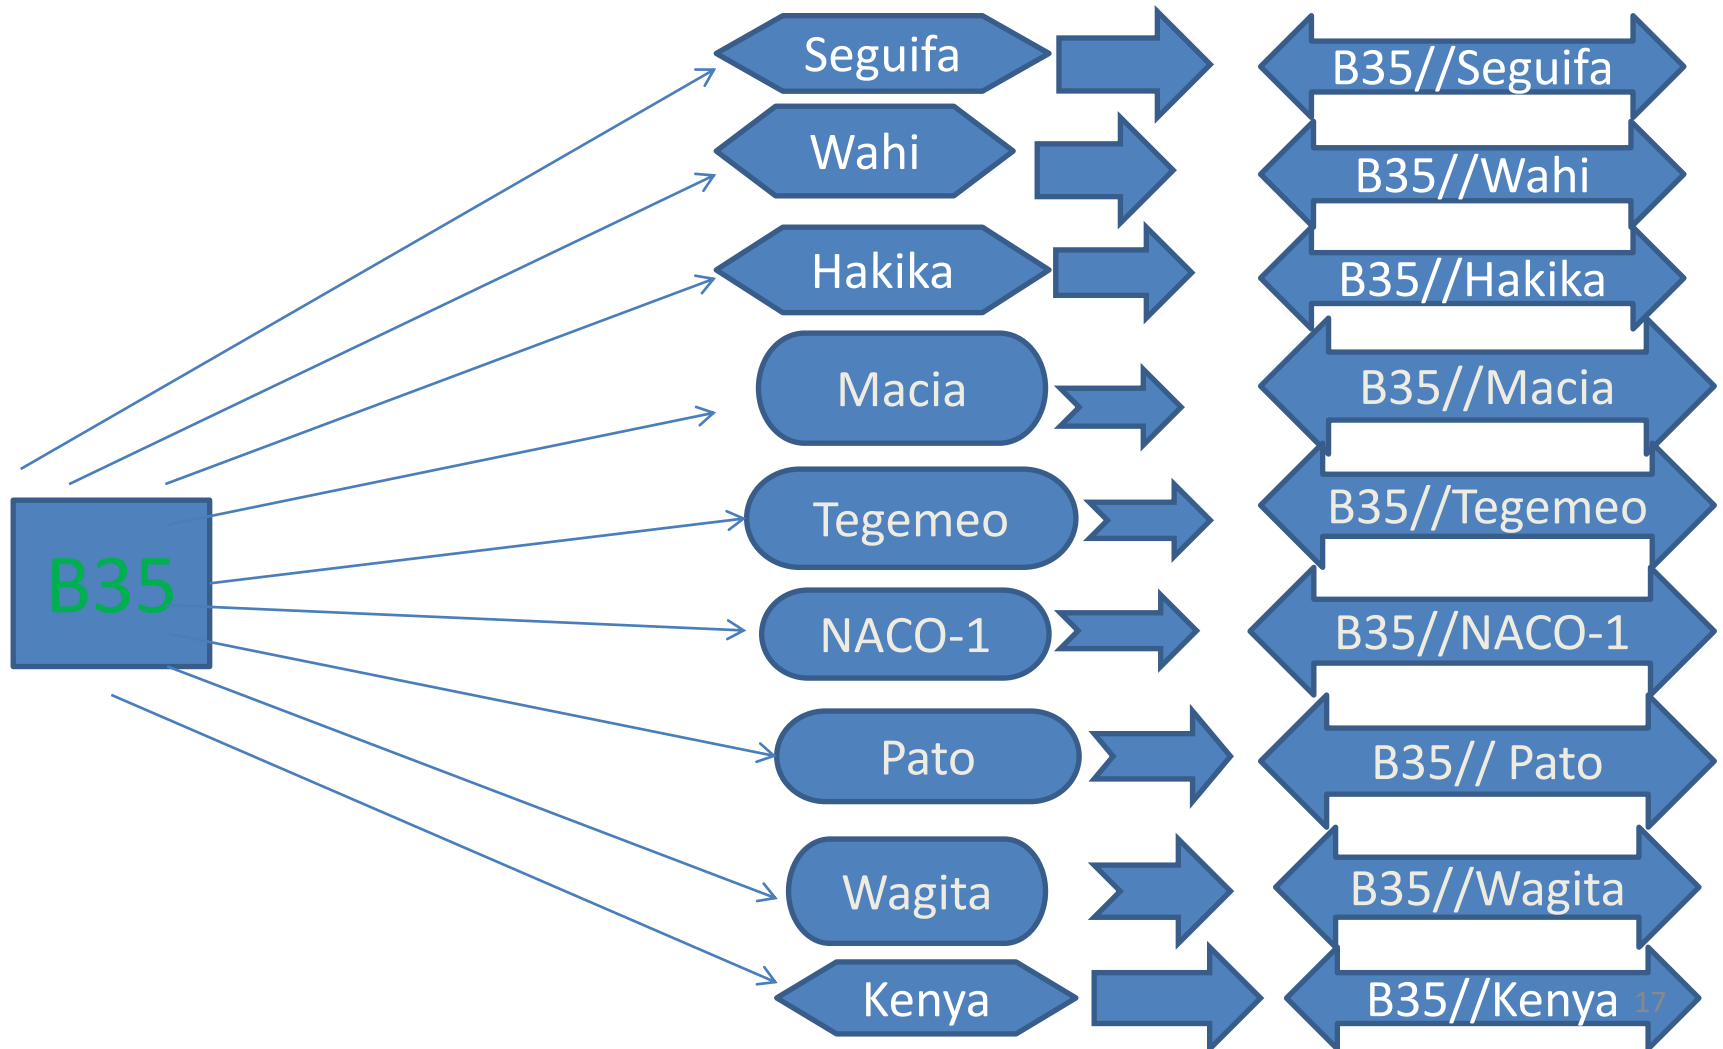 Seguifa
B35//Seguifa
Wahi
B35//Wahi
Hakika
B35//Hakika
Macia
B35//Macia
Tegemeo
B35//Tegemeo
B35
NACO-1
B35//NACO-1
Pato
B35// Pato
Wagita
B35//Wagita
Kenya
B35//Kenya
17